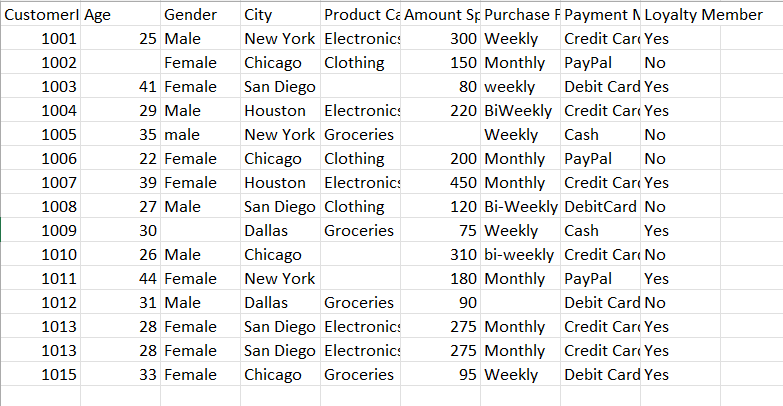 CustomerI Age Gender City Product Ca Amount Sp Purchase F Payment M Loyalty Member
1001 25 Male New York Electronics 300 Weekly Credit Card Yes
1002 Female Chicago Clothing 150 Monthly PayPal No
1003 41 Female San Diego 80 weekly Debit Card Yes
1004 29 Male Houston Electronics 220 BiWeekly Credit Card Yes
1005 35 male New York Groceries Weekly Cash No
1006 22 Female Chicago Clothing 200 Monthly PayPal No
1007 39 Female Houston Electronics 450 Monthly Credit Card Yes
1008 27 Male San Diego Clothing 120 Bi-Weekly DebitCard No
1009 30 Dallas Groceries 75 Weekly Cash Yes
1010 26 Male Chicago 310 bi-weekly Credit Card No
1011 44 Female New York 180 Monthly PayPal Yes
1012 31 Male Dallas Groceries 90 Debit Card No
1013 28 Female San Diego Electronics 275 Monthly Credit Card Yes
1013 28 Female San Diego Electronics 275 Monthly Credit Card Yes
1015 33 Female Chicago Groceries 95 Weekly Debit Card Yes